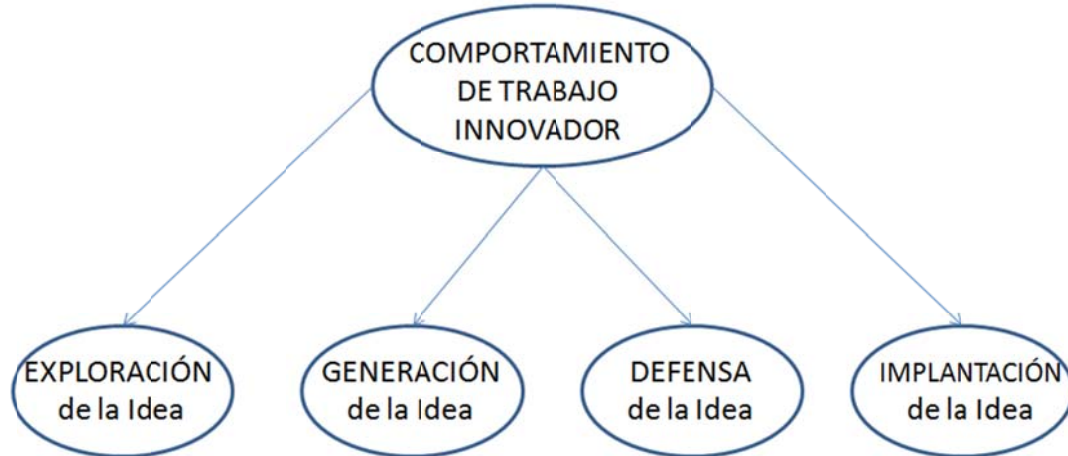 COMPORTAMIENTO
DE TRABAJO
INNOVADOR
EXPLORACIÓN
de la Idea
GENERACIÓN
de la Idea
DEFENSA
de la Idea
IMPLANTACIÓN
de la Idea